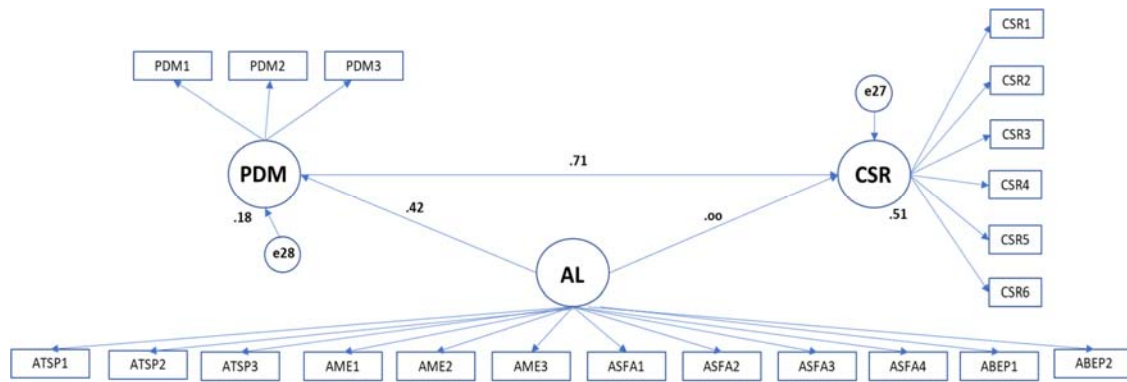 CSR1
PDM1 PDM2 PDM3
CSR2
e27
CSR3
PDM .71 CSR
CSR4
.18 .42 .oo .51
CSR5
e28
AL
CSR6
ATSP1 ATSP2 ATSP3 AME1 AME2 AME3 ASFA1 ASFA2 ASFA3 ASFA4 ABEP1 ABEP2